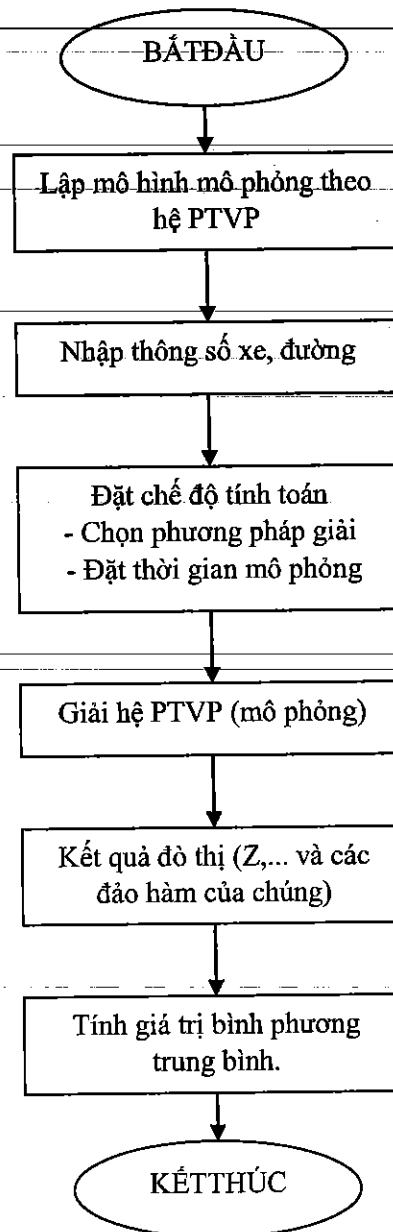 BẮTĐẦU
Lập mô hình mô phỏng theo
hệ PTVP
Nhập thông số xe, đường
Đặt chế độ tính toán
- Chọn phương pháp giải
- Đặt thời gian mô phỏng
Giải hệ PTVP (mô phỏng)
Kết quả đò thị (Z,... và các
đảo hàm của chúng)
Tính giá trị bình phương
trung bình.
KẾTTHÚC